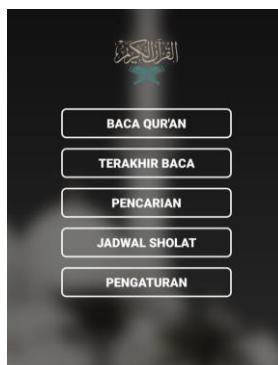 القرآن الكريم
BACA QUR'AN
TERAKHIR BACA
PENCARIAN
JADWAL SHOLAT
PENGATURAN